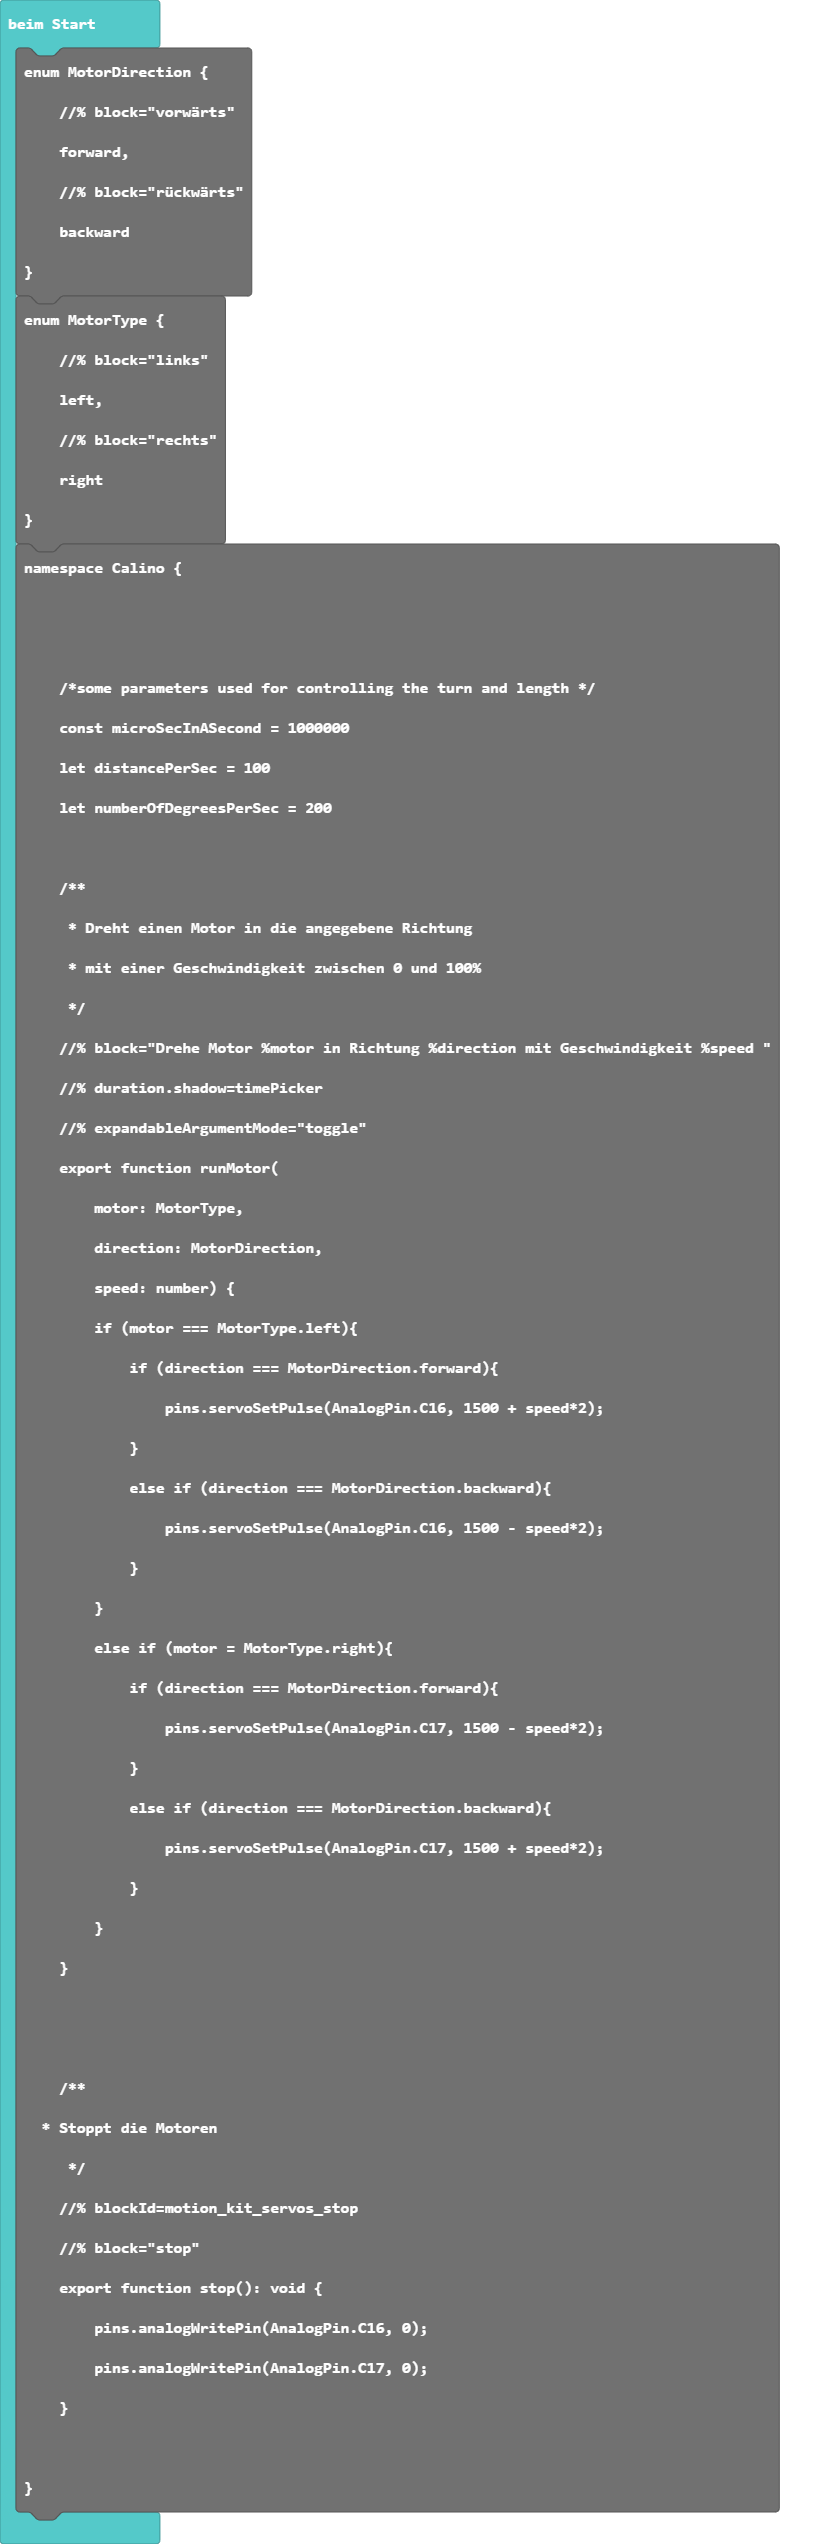 beim Start
enum MotorDirection {
    //% block="vorwärts"
    forward,
    //% block="rückwärts"
    backward
}
enum MotorType {
    //% block="links"
    left,
    //% block="rechts"
    right
}
namespace Calino {
    /*some parameters used for controlling the turn and length */
    const microSecInASecond = 1000000
    let distancePerSec = 100
    let numberOfDegreesPerSec = 200
    /**
     * Dreht einen Motor in die angegebene Richtung
     * mit einer Geschwindigkeit zwischen 0 und 100%
     */
    //% block="Drehe Motor %motor in Richtung %direction mit Geschwindigkeit %speed "
    //% duration.shadow=timePicker
    //% expandableArgumentMode="toggle"
    export function runMotor(
        motor: MotorType,
        direction: MotorDirection,
        speed: number) {
        if (motor === MotorType.left){
            if (direction === MotorDirection.forward){
                pins.servoSetPulse(AnalogPin.C16, 1500 + speed*2);
            }
            else if (direction === MotorDirection.backward){
                pins.servoSetPulse(AnalogPin.C16, 1500 - speed*2);
            }
        }
        else if (motor = MotorType.right){
            if (direction === MotorDirection.forward){
                pins.servoSetPulse(AnalogPin.C17, 1500 - speed*2);
            }
            else if (direction === MotorDirection.backward){
                pins.servoSetPulse(AnalogPin.C17, 1500 + speed*2);
            }
        }
    }
    /**
  * Stoppt die Motoren
     */
    //% blockId=motion_kit_servos_stop
    //% block="stop"
    export function stop(): void {
        pins.analogWritePin(AnalogPin.C16, 0);
        pins.analogWritePin(AnalogPin.C17, 0);
    }
}